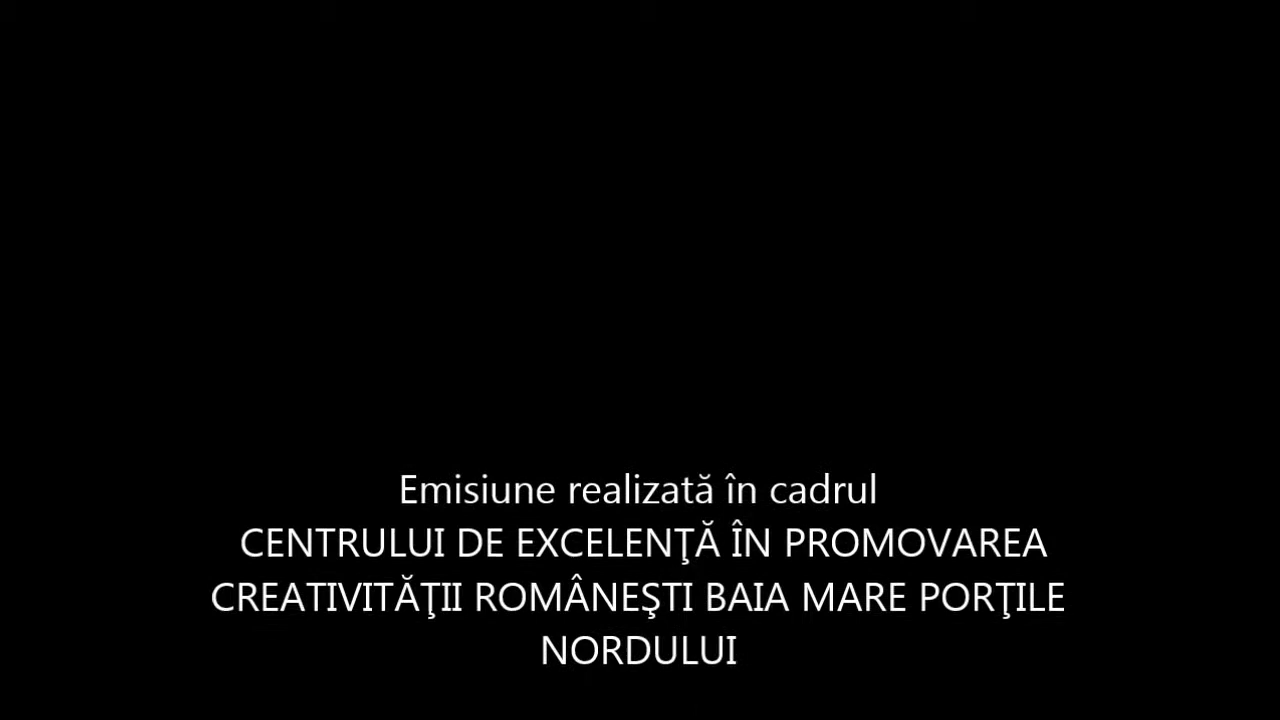 Emisiune realizată în cadrul
CENTRULUI DE EXCELENŢĂ ÎN PROMOVAREA
CREATIVITĂŢII ROMÂNEŞTI BAIA MARE PORŢILE
NORDULUI